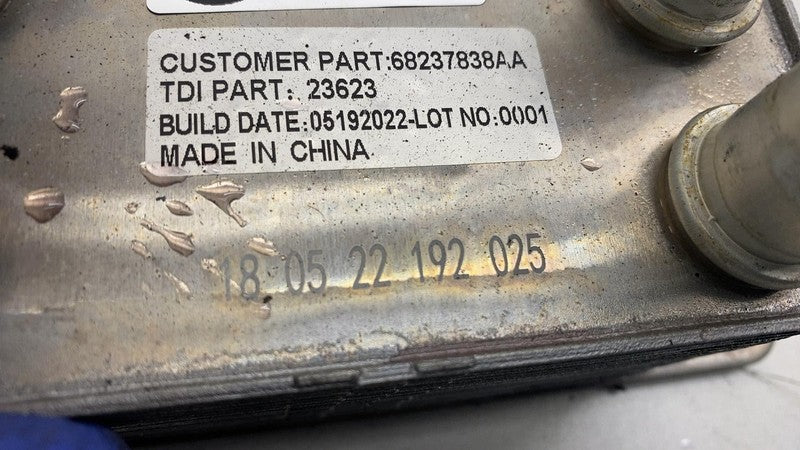 CUSTOMER PART:68237838AA
TDI PART: 23623
BUILD DATE:05192022-LOT NO:0001
MADE IN CHINA
18 05 22 192 025